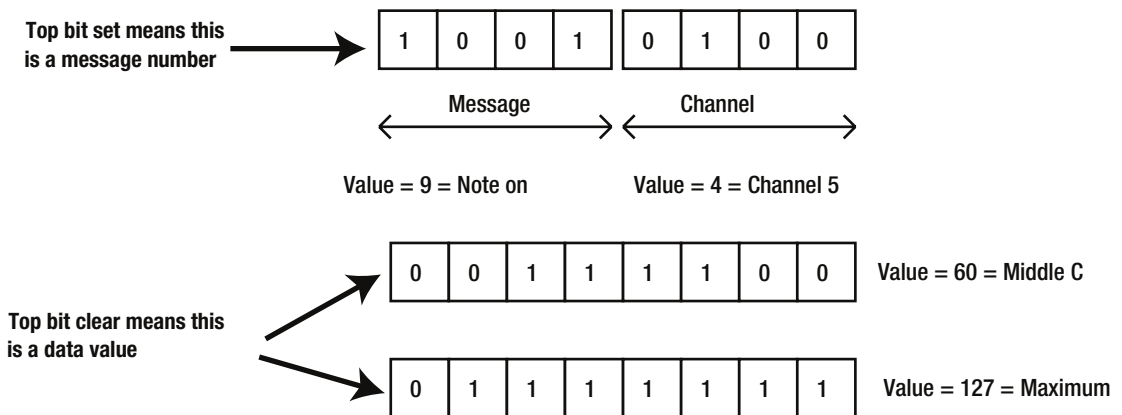 Top bit set means this
is a message number
1 0 0 1 0 1 0 0
Message Channel
Value = 9 = Note on Value = 4 = Channel 5
0 0 1 1 1 1 0 0 Value = 60 = Middle C
Top bit clear means this
is a data value
0 1 1 1 1 1 1 1 Value = 127 = Maximum